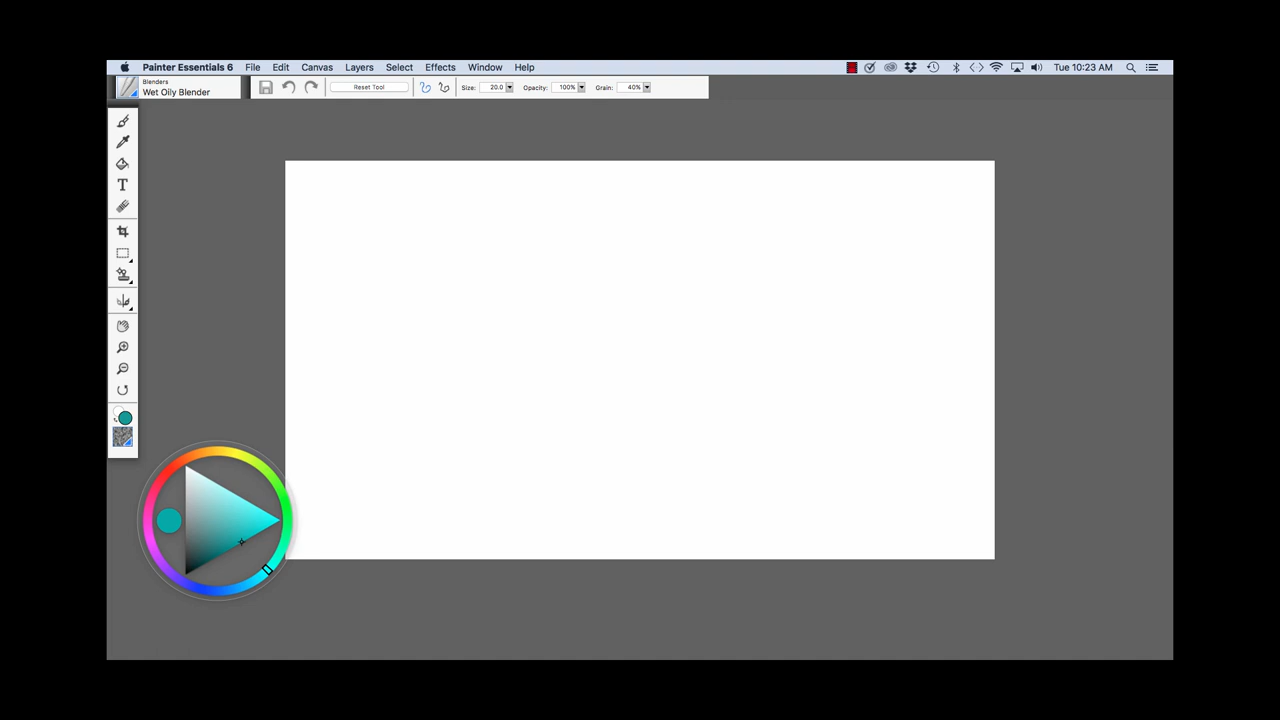 Painter Essentials 6 File Edit Canvas Layers Select Effects Window Help Tue 10:23 AM
Blenders
Wet Oily Blender
Reset Tool Size: 20.0 Opacity: 100% Grain: 40%
T